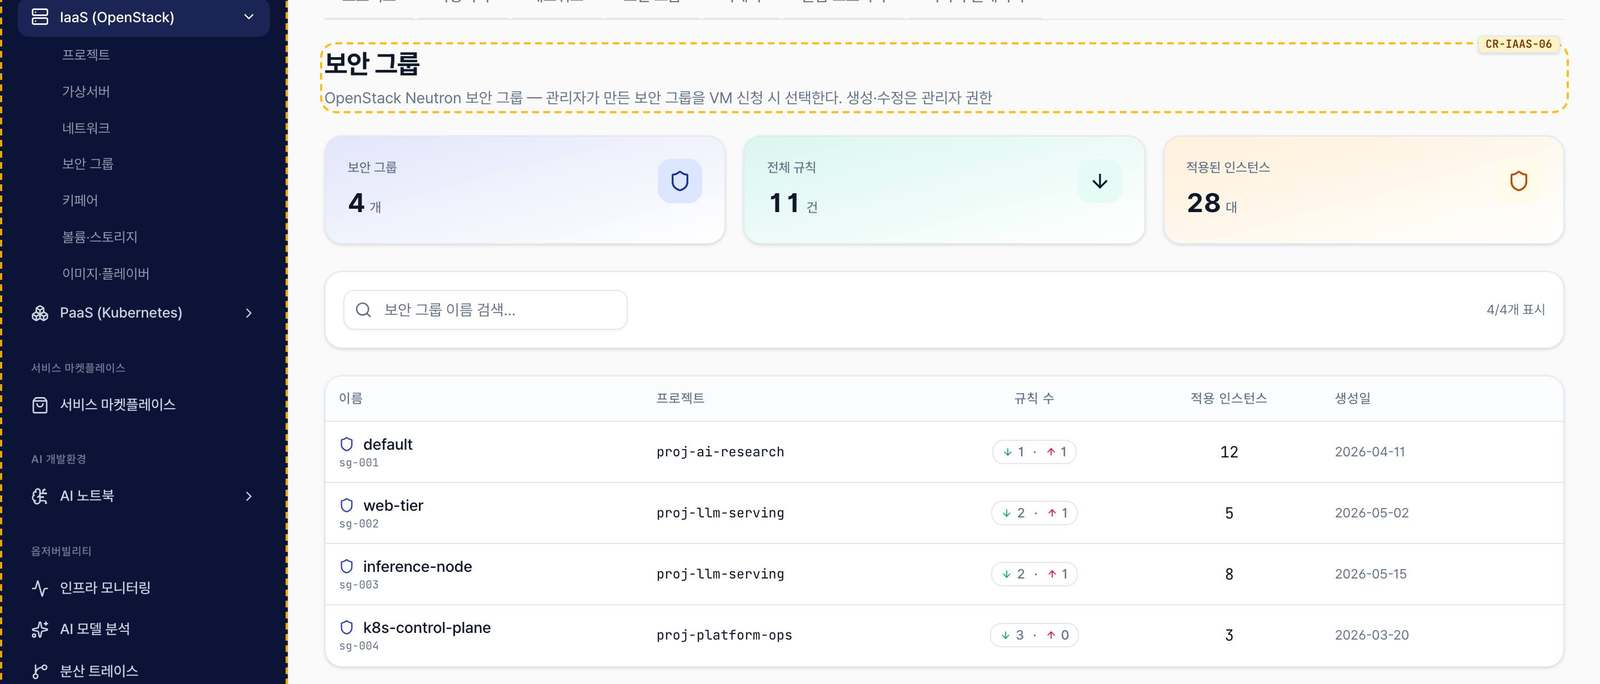 IaaS (OpenStack)
프로젝트
가상서버
네트워크
보안 그룹
키페어
볼륨·스토리지
이미지·플레이버
PaaS (Kubernetes)
서비스 마켓플레이스
서비스 마켓플레이스
AI 개발환경
AI 노트북
옵저버빌리티
인프라 모니터링
AI 모델 분석
분산 트레이스
CR-IAAS-06
보안 그룹
OpenStack Neutron 보안 그룹 — 관리자가 만든 보안 그룹을 VM 신청 시 선택한다. 생성·수정은 관리자 권한
보안 그룹
4 개
전체 규칙
11 건
적용된 인스턴스
28 대
보안 그룹 이름 검색...
4/4개 표시
이름 프로젝트 규칙 수 적용 인스턴스 생성일
default proj-ai-research ↓ 1 · ↑ 1 12 2026-04-11
sg-001
web-tier proj-llm-serving ↓ 2 · ↑ 1 5 2026-05-02
sg-002
inference-node proj-llm-serving ↓ 2 · ↑ 1 8 2026-05-15
sg-003
k8s-control-plane proj-platform-ops ↓ 3 · ↑ 0 3 2026-03-20
sg-004